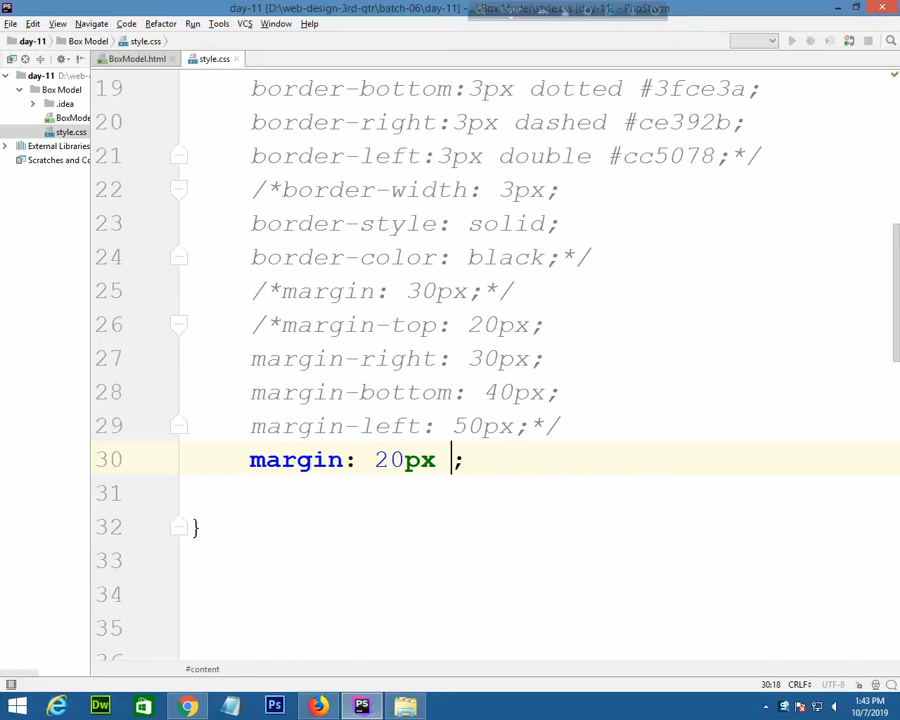 day-11 [D:\web-design-3rd-qtr\batch-06\day-11] - ...\Box Model\style.css [day-11] - PhpStorm
File Edit View Navigate Code Refactor Run Tools VCS Window Help
day-11 Box Model style.css
BoxModel.html style.css
day-11 D:\web-
Box Model
.idea
BoxMode
style.css
External Libraries
Scratches and Co
19 border-bottom:3px dotted #3fce3a;
20 border-right:3px dashed #ce392b;
21 border-left:3px double #cc5078;*/
22 /*border-width: 3px;
23 border-style: solid;
24 border-color: black;*/
25 /*margin: 30px;*/
26 /*margin-top: 20px;
27 margin-right: 30px;
28 margin-bottom: 40px;
29 margin-left: 50px;*/
30 margin: 20px ;
31
32 }
33
34
35
#content
30:18 CRLF UTF-8
Dw Ps PS
1:43 PM
10/7/2019